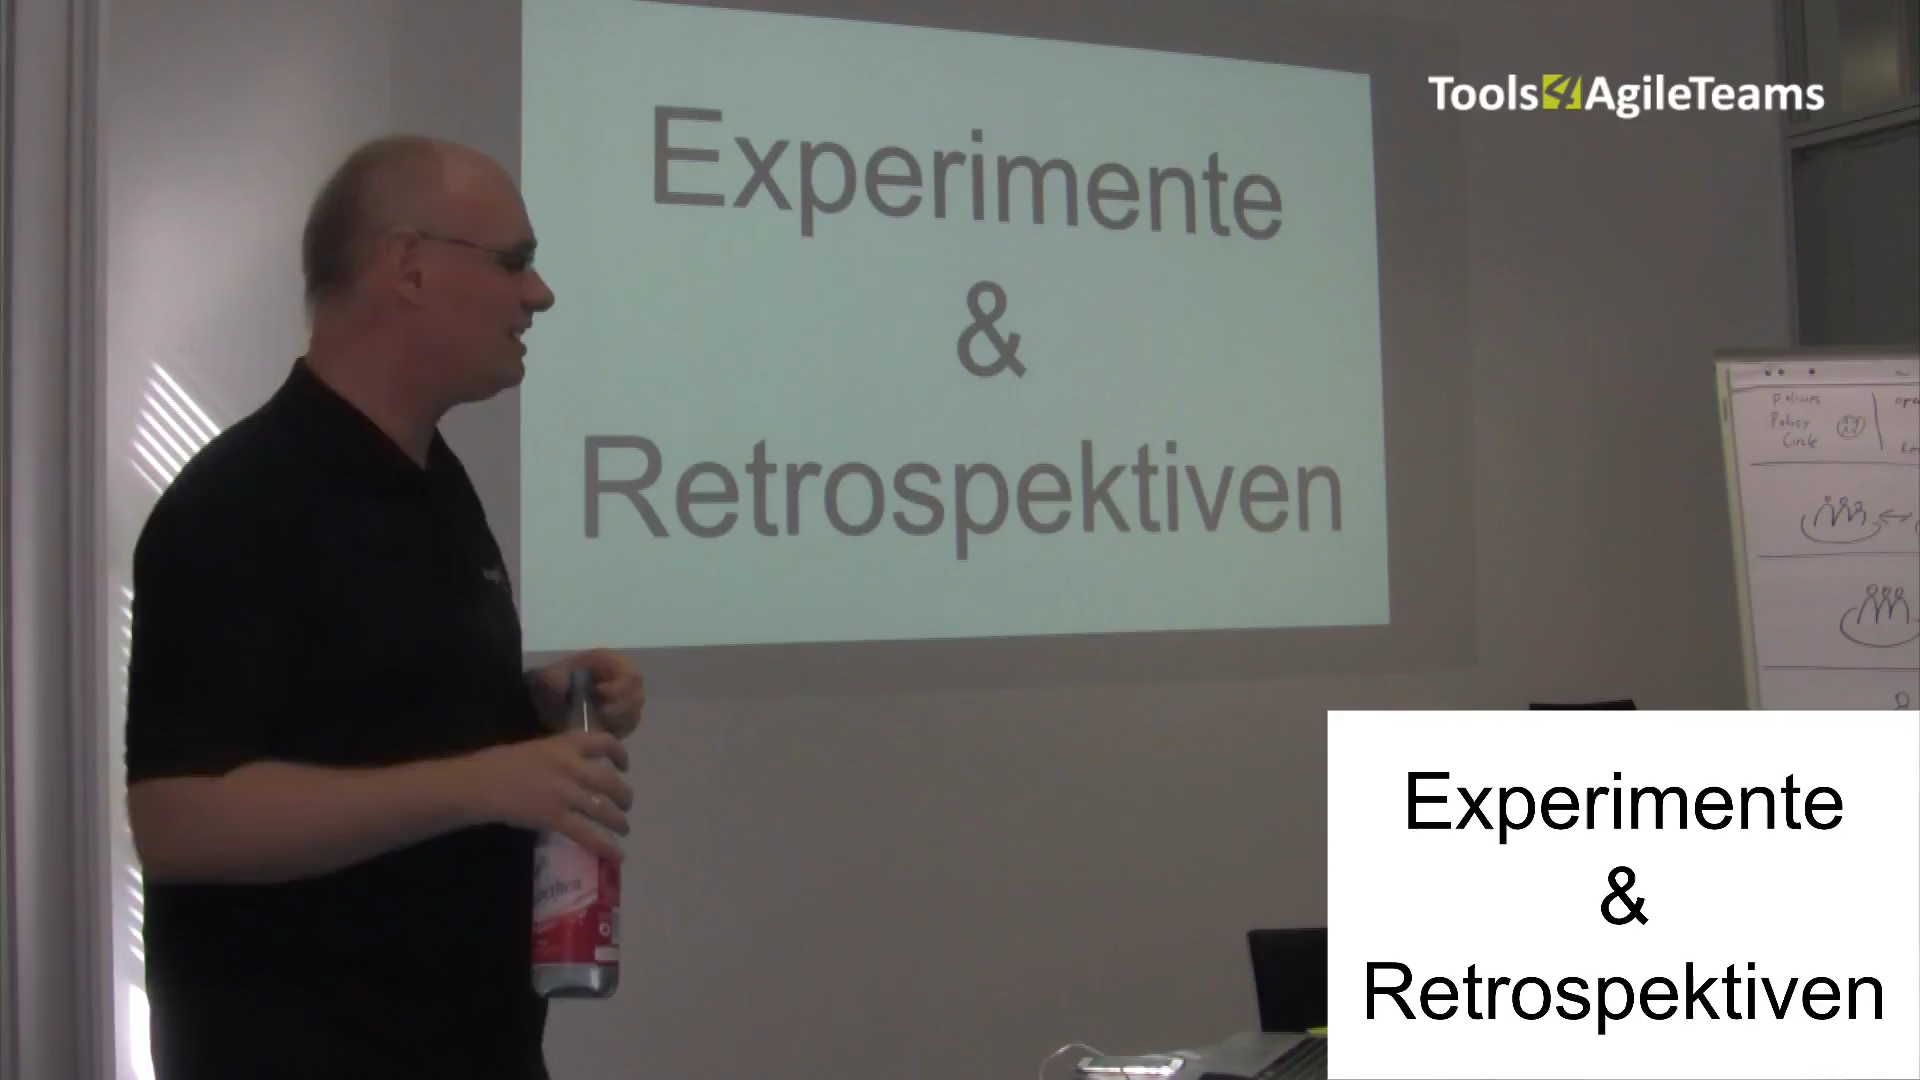 Experimente
&
Retrospektiven
Tools4AgileTeams
Policies
Policy
Circle
Experimente
&
Retrospektiven